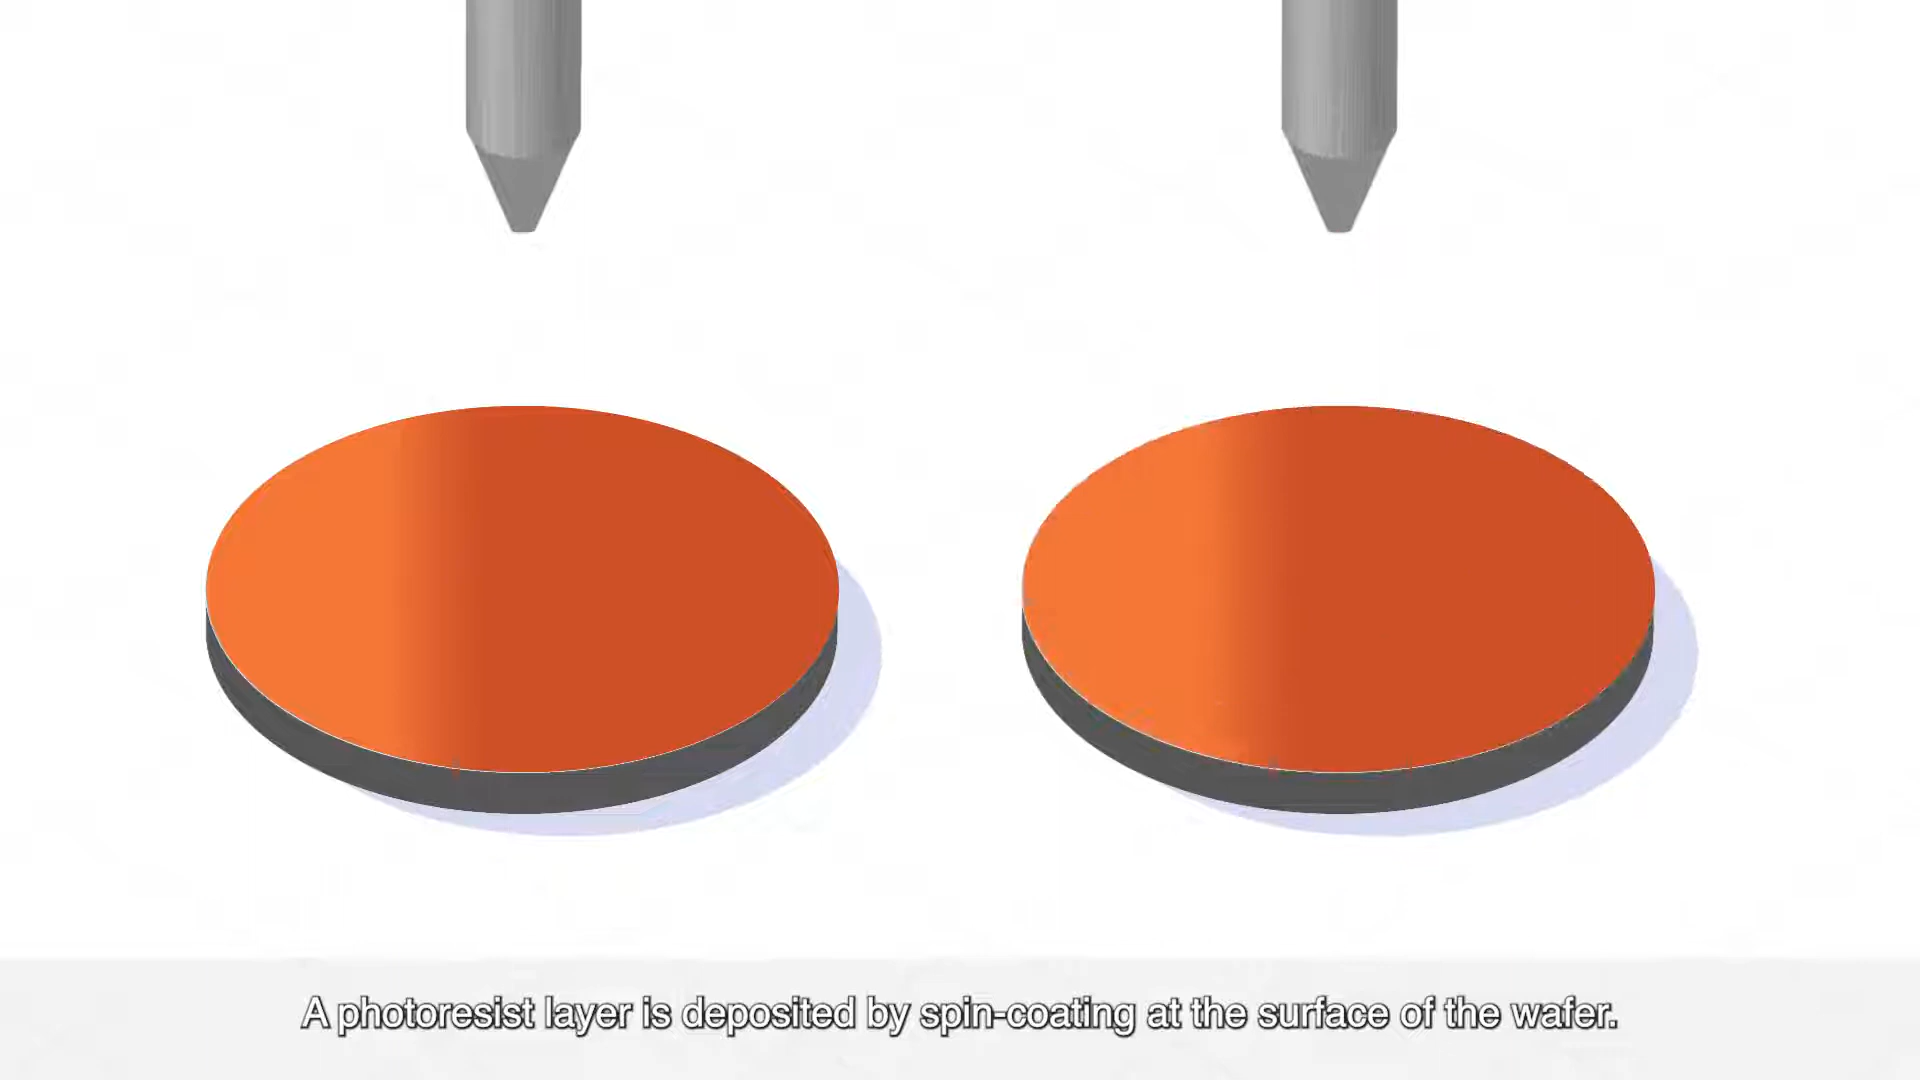 A photoresist layer is deposited by spin-coating at the surface of the wafer.